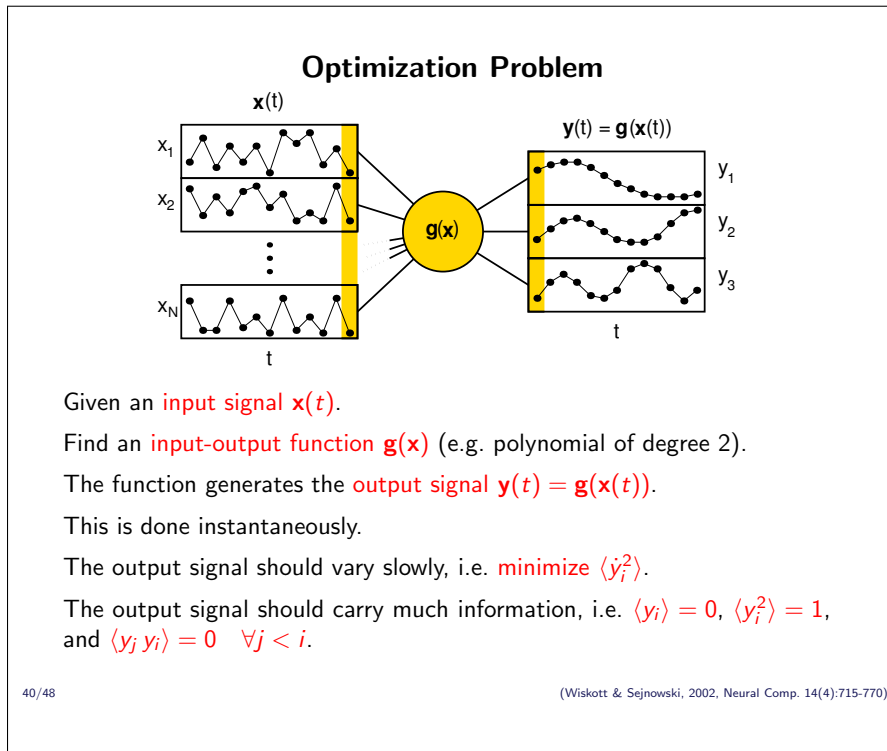 Optimization Problem
x(t)
y(t) = g(x(t))
x1
x2
xN
t
g(x)
y1
y2
y3
t
Given an input signal x(t).
Find an input-output function g(x) (e.g. polynomial of degree 2).
The function generates the output signal y(t) = g(x(t)).
This is done instantaneously.
The output signal should vary slowly, i.e. minimize ⟨ẏᵢ²⟩.
The output signal should carry much information, i.e. ⟨yᵢ⟩ = 0, ⟨yᵢ²⟩ = 1,
and ⟨yⱼ yᵢ⟩ = 0 ∀j < i.
40/48
(Wiskott & Sejnowski, 2002, Neural Comp. 14(4):715-770)